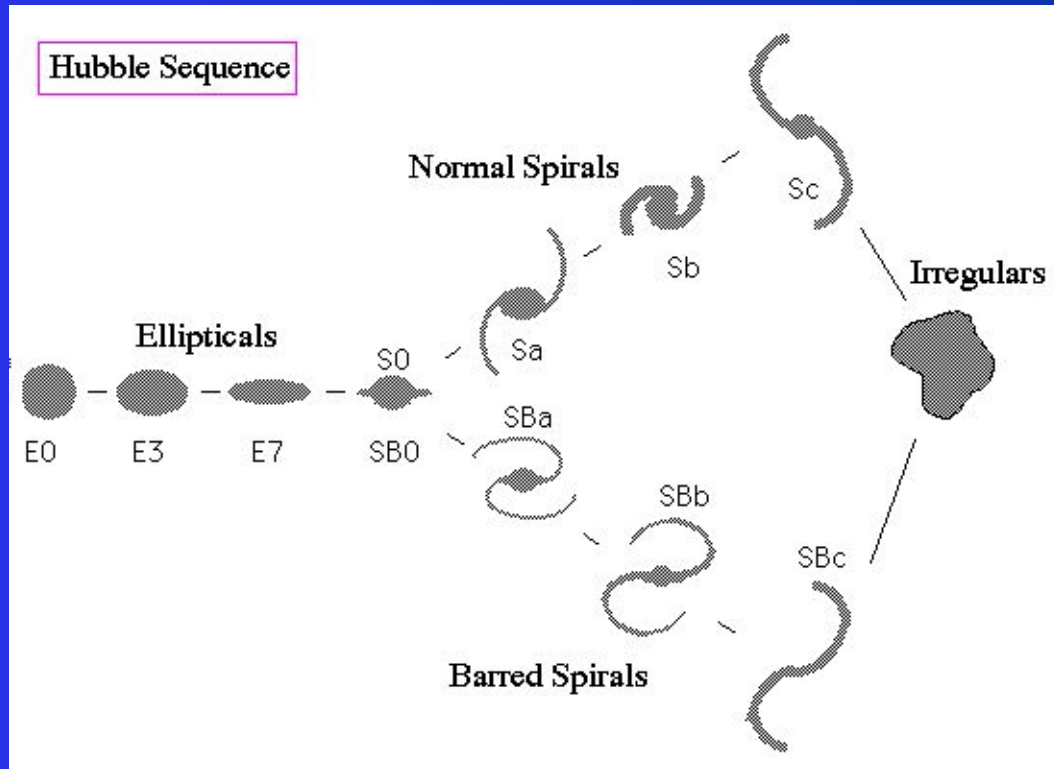 Hubble Sequence
Normal Spirals
Sc
Sb
Irregulars
Ellipticals
S0
Sa
E0
E3
E7
SB0
SBa
SBb
SBc
Barred Spirals